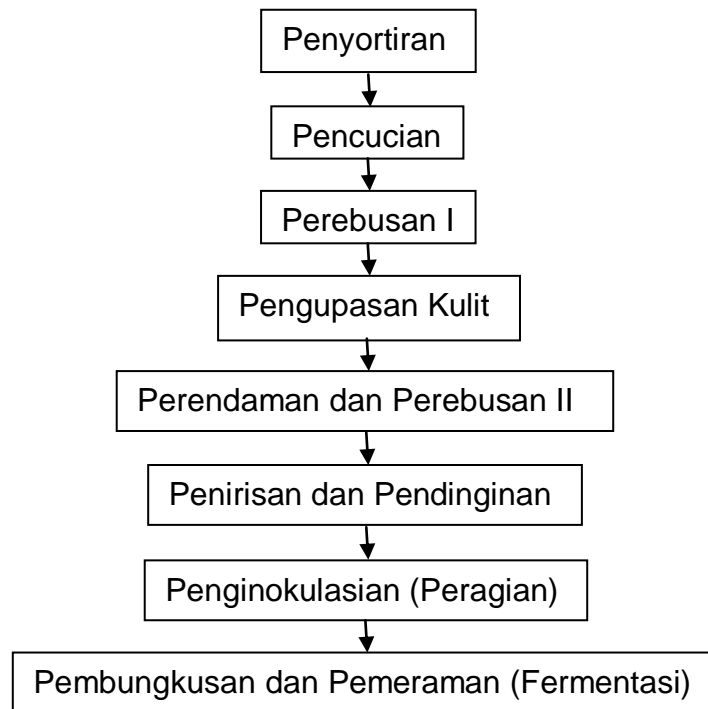 Penyortiran
Pencucian
Perebusan I
Pengupasan Kulit
Perendaman dan Perebusan II
Penirisan dan Pendinginan
Penginokulasian (Peragian)
Pembungkusan dan Pemeraman (Fermentasi)